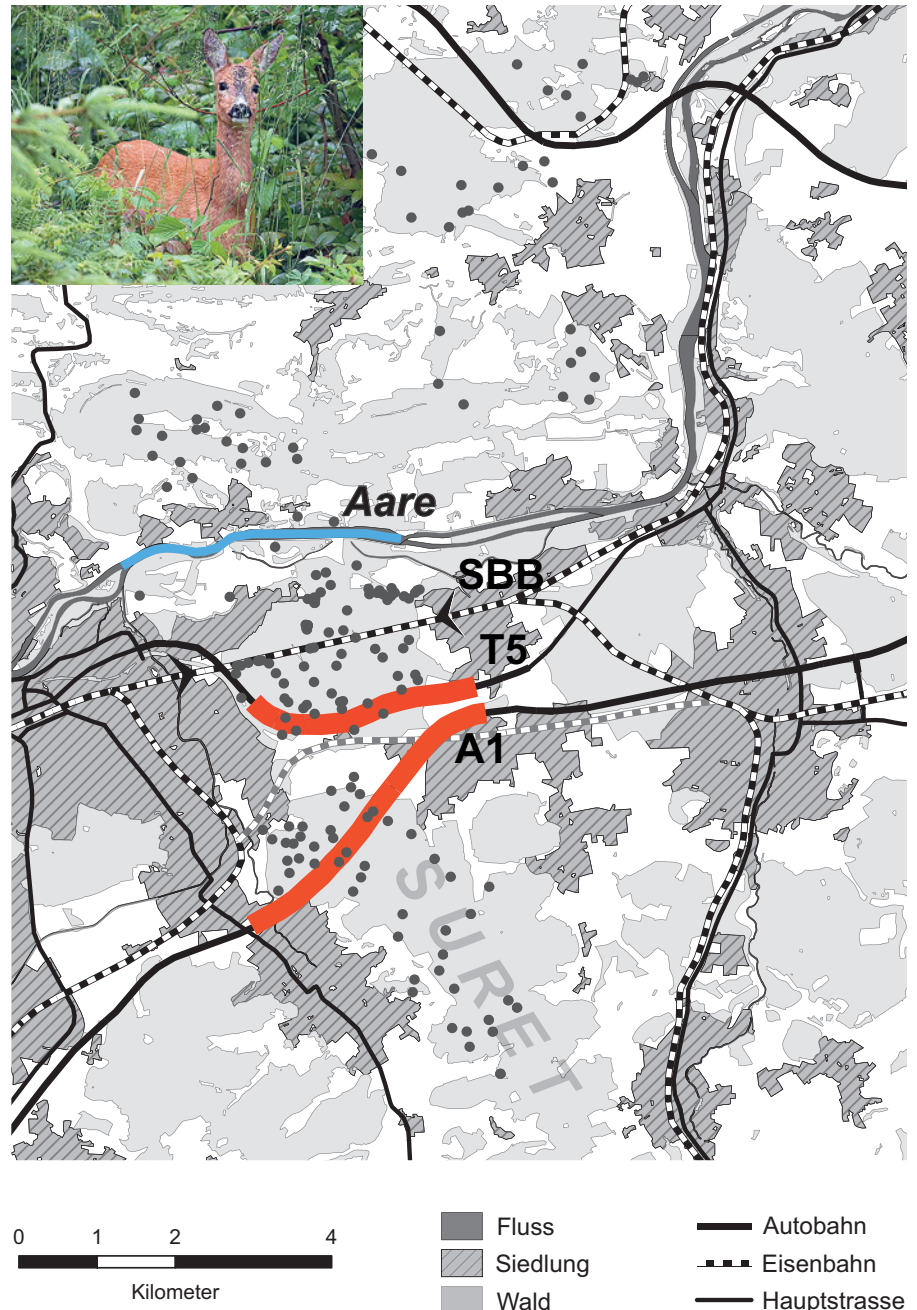 Aare
SBB
T5
A1
SURET
0 1 2 4
Kilometer
Fluss
Siedlung
Wald
Autobahn
Eisenbahn
Hauptstrasse